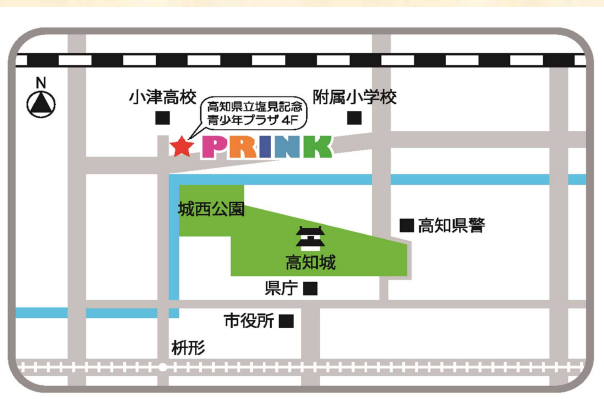 N
小津高校
高知県立塩見記念
青少年プラザ4F
附属小学校
PRINK
城西公園
高知県警
高知城
県庁
市役所
枡形